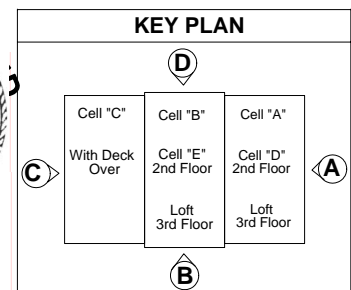 KEY PLAN
D
Cell "C"
With Deck
Over
Cell "B"
Cell "E"
2nd Floor
Loft
3rd Floor
Cell "A"
Cell "D"
2nd Floor
Loft
3rd Floor
C
A
B